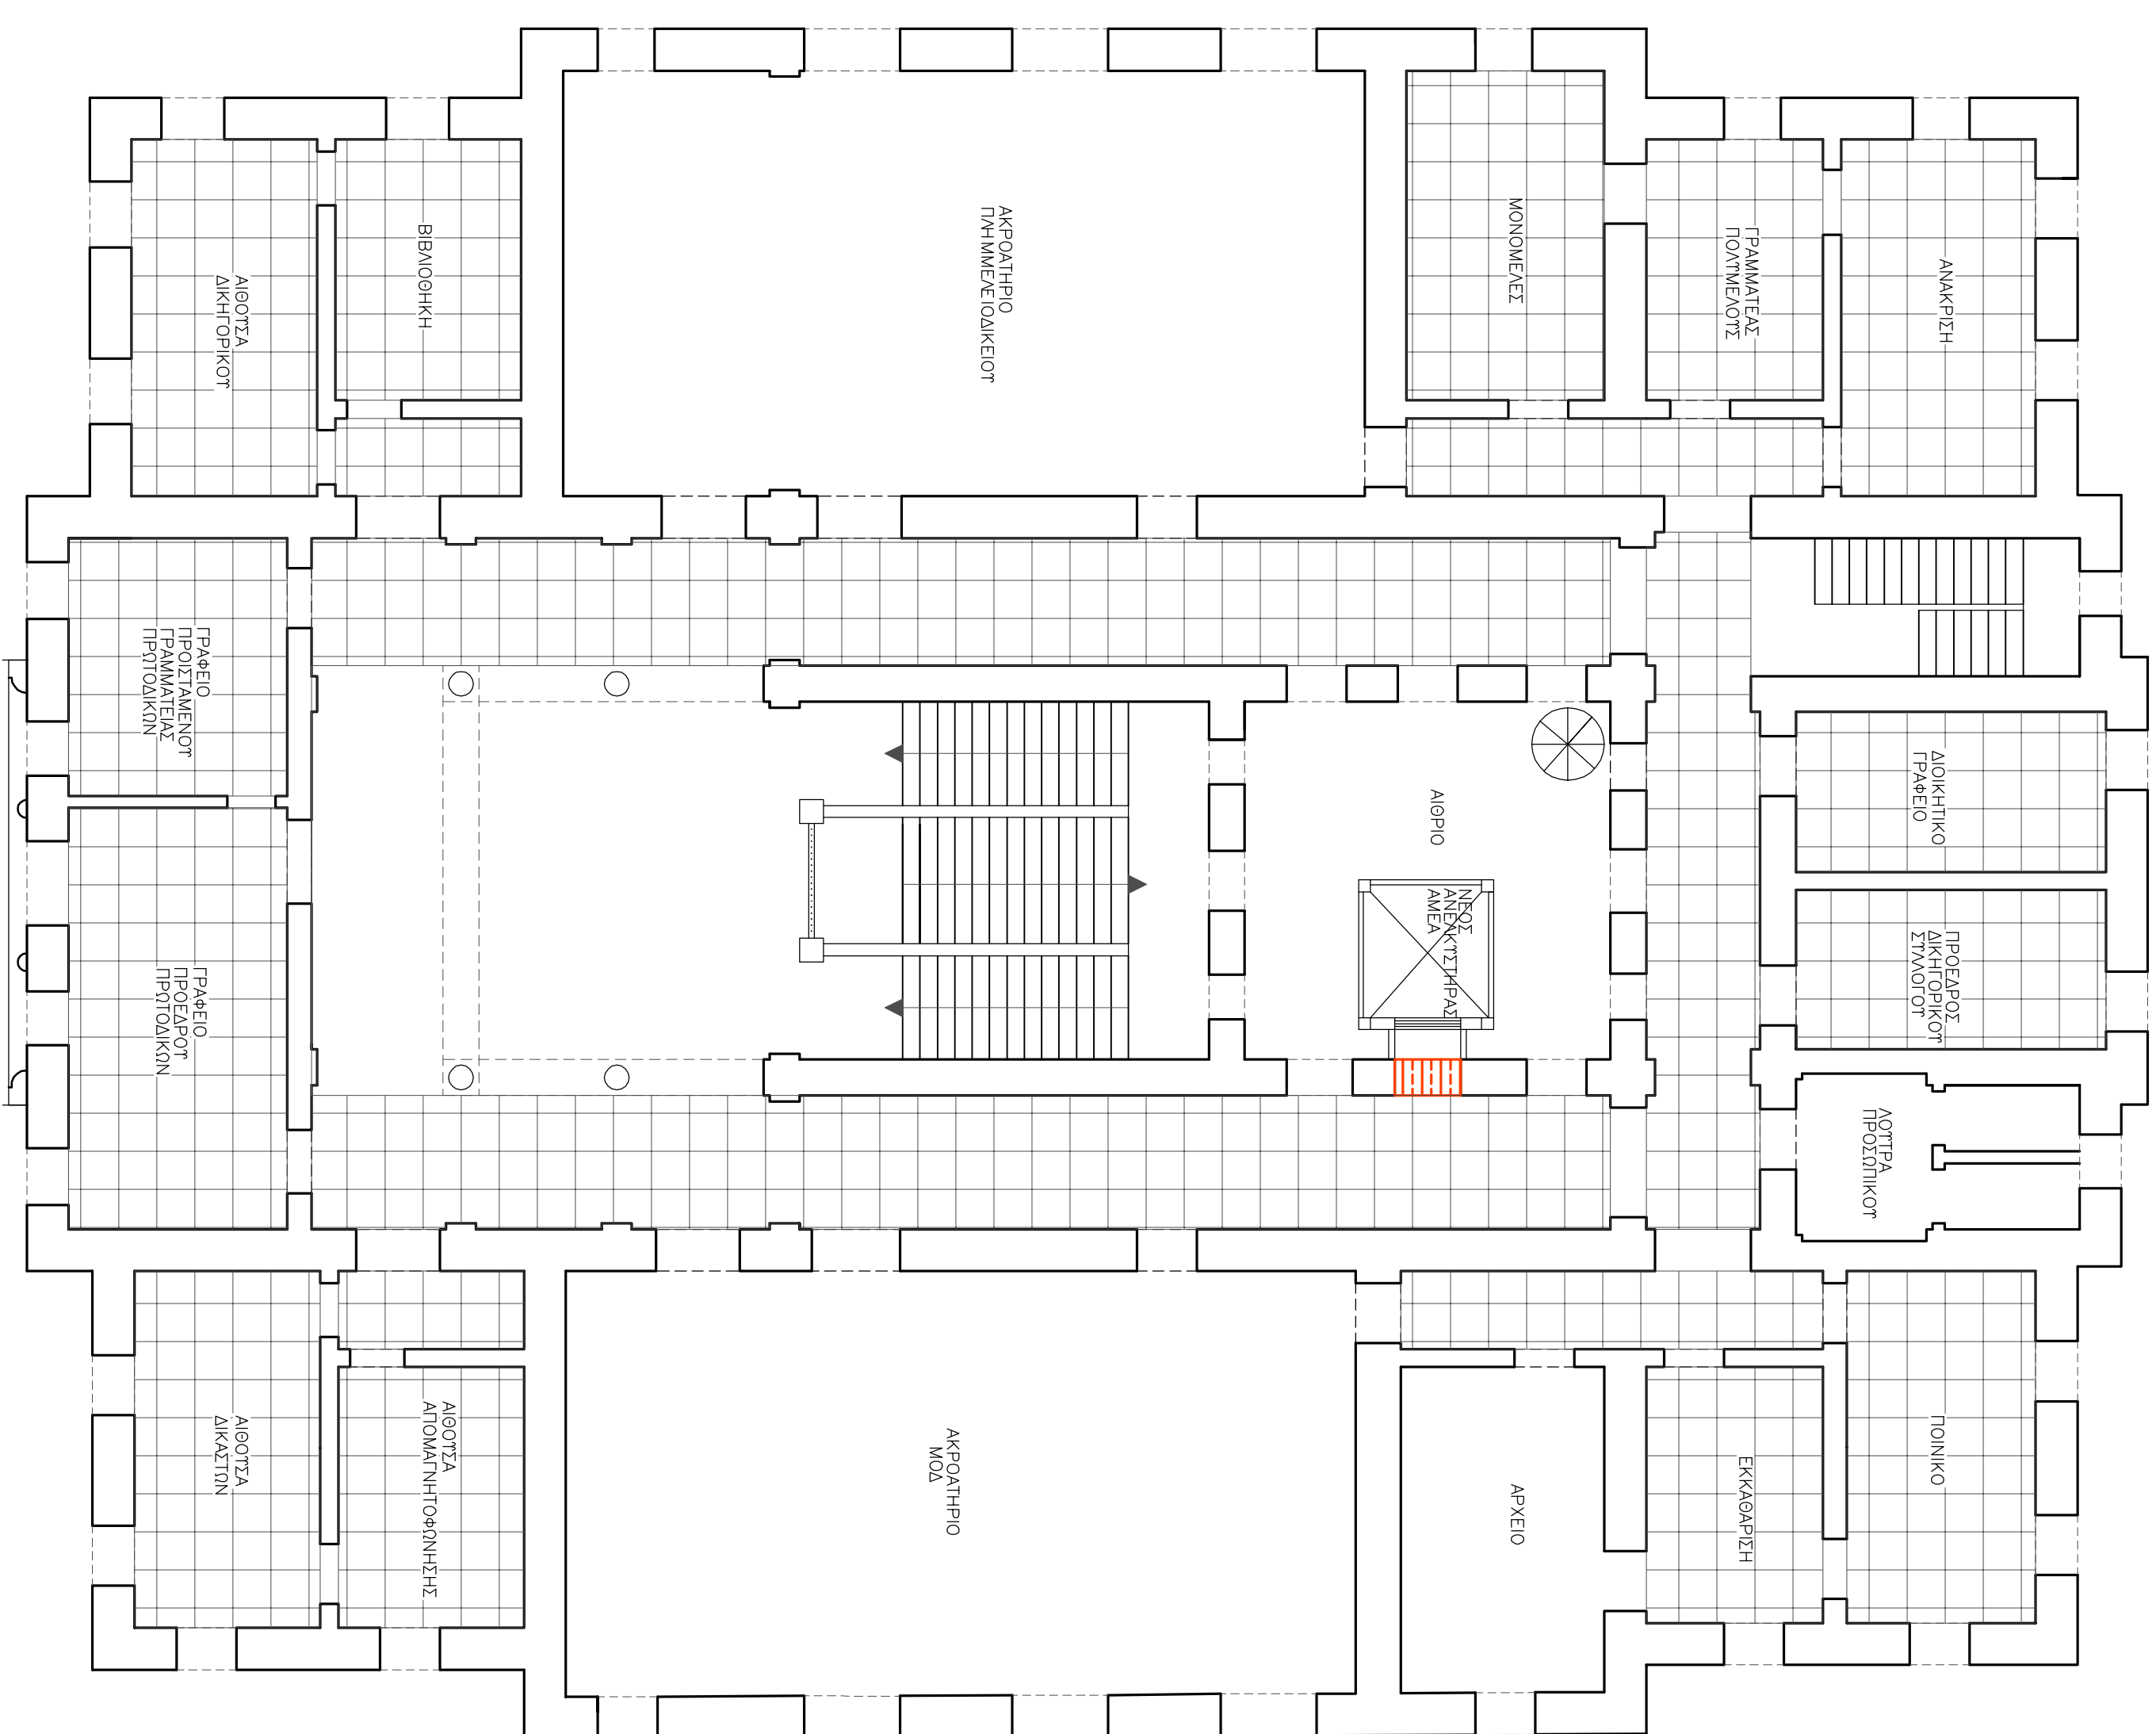 ΑΙΘΟΥΣΑ
ΔΙΚΗΓΟΡΙΚΟΥ
ΒΙΒΛΙΟΘΗΚΗ
ΑΚΡΟΑΤΗΡΙΟ
ΠΛΗΜΜΕΛΕΙΟΔΙΚΕΙΟΥ
ΜΟΝΟΜΕΛΕΣ
ΓΡΑΜΜΑΤΕΑΣ
ΠΟΛΥΜΕΛΟΥΣ
ΑΝΑΚΡΙΣΗ
ΓΡΑΦΕΙΟ
ΠΡΟΙΣΤΑΜΕΝΟΥ
ΓΡΑΜΜΑΤΕΙΑΣ
ΠΡΩΤΟΔΙΚΩΝ
ΑΙΘΡΙΟ
ΔΙΟΙΚΗΤΙΚΟ
ΓΡΑΦΕΙΟ
ΝΕΟΣ
ΑΝΕΛΚΥΣΤΗΡΑΣ
ΑΜΕΑ
ΠΡΟΕΔΡΟΣ
ΔΙΚΗΓΟΡΙΚΟΥ
ΣΥΛΛΟΓΟΥ
ΓΡΑΦΕΙΟ
ΠΡΟΕΔΡΟΥ
ΠΡΩΤΟΔΙΚΩΝ
ΛΟΥΤΡΑ
ΠΡΟΣΩΠΙΚΟΥ
ΑΙΘΟΥΣΑ
ΔΙΚΑΣΤΩΝ
ΑΙΘΟΥΣΑ
ΑΠΟΜΑΓΝΗΤΟΦΩΝΗΣΗΣ
ΑΚΡΟΑΤΗΡΙΟ
ΜΟΔ
ΑΡΧΕΙΟ
ΕΚΚΑΘΑΡΙΣΗ
ΠΟΙΝΙΚΟ